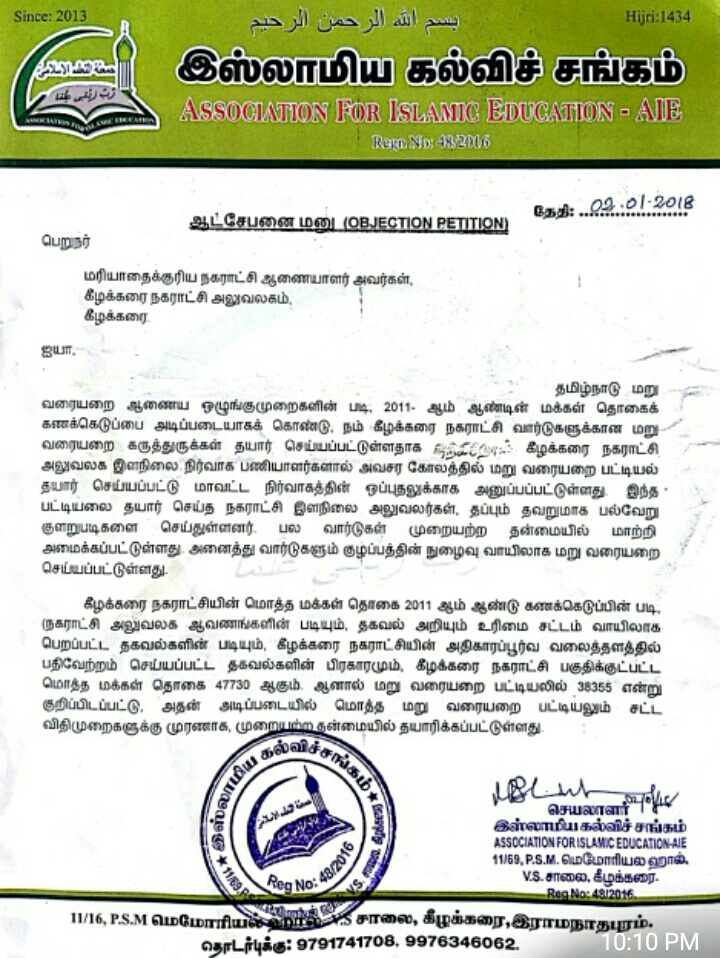 Since: 2013
بسم الله الرحمن الرحيم
Hijri:1434
இஸ்லாமிய கல்விச் சங்கம்
ASSOCIATION FOR ISLAMIC EDUCATION - AIE
Regn No: 48/2016
ASSOCIATION FOR ISLAMIC EDUCATION
தேதி: 02.01.2018
ஆட்சேபனை மனு (OBJECTION PETITION)
பெறுநர்
மரியாதைக்குரிய நகராட்சி ஆணையாளர் அவர்கள்,
கீழக்கரை நகராட்சி அலுவலகம்,
கீழக்கரை.
ஐயா,
தமிழ்நாடு மறு
வரையறை ஆணைய ஒழுங்குமுறைகளின் படி, 2011- ஆம் ஆண்டின் மக்கள் தொகைக்
கணக்கெடுப்பை அடிப்படையாகக் கொண்டு, நம் கீழக்கரை நகராட்சி வார்டுகளுக்கான மறு
வரையறை கருத்துருக்கள் தயார் செய்யப்பட்டுள்ளதாக கீழக்கரை நகராட்சி
அலுவலக இளநிலை நிர்வாக பணியாளர்களால் அவசர கோலத்தில் மறு வரையறை பட்டியல்
தயார் செய்யப்பட்டு மாவட்ட நிர்வாகத்தின் ஒப்புதலுக்காக அனுப்பப்பட்டுள்ளது. இந்த
பட்டியலை தயார் செய்த நகராட்சி இளநிலை அலுவலர்கள், தப்பும் தவறுமாக பல்வேறு
குளறுபடிகளை செய்துள்ளனர். பல வார்டுகள் முறையற்ற தன்மையில் மாற்றி
அமைக்கப்பட்டுள்ளது. அனைத்து வார்டுகளும் குழப்பத்தின் நுழைவு வாயிலாக மறு வரையறை
செய்யப்பட்டுள்ளது.
கீழக்கரை நகராட்சியின் மொத்த மக்கள் தொகை 2011 ஆம் ஆண்டு கணக்கெடுப்பின் படி,
(நகராட்சி அலுவலக ஆவணங்களின் படியும், தகவல் அறியும் உரிமை சட்டம் வாயிலாக
பெறப்பட்ட தகவல்களின் படியும், கீழக்கரை நகராட்சியின் அதிகாரப்பூர்வ வலைத்தளத்தில்
பதிவேற்றம் செய்யப்பட்ட தகவல்களின் பிரகாரமும், கீழக்கரை நகராட்சி பகுதிக்குட்பட்ட
மொத்த மக்கள் தொகை 47730 ஆகும். ஆனால் மறு வரையறை பட்டியலில் 38355 என்று
குறிப்பிடப்பட்டு, அதன் அடிப்படையில் மொத்த மறு வரையறை பட்டியலும் சட்ட
விதிமுறைகளுக்கு முரணாக, முறையற்ற தன்மையில் தயாரிக்கப்பட்டுள்ளது.
இஸ்லாமிய கல்விச்சங்கம்
Reg No: 48/2016
செயலாளர்
இஸ்லாமிய கல்விச் சங்கம்
ASSOCIATION FOR ISLAMIC EDUCATION-AIE
11/69, P.S.M. மெமோரியல் ஹால்,
V.S. சாலை, கீழக்கரை.
Reg No: 48/2016.
11/16, P.S.M மெமோரியல் ஹால், V.S சாலை, கீழக்கரை,இராமநாதபுரம்.
தொடர்புக்கு: 9791741708. 9976346062.
10:10 PM